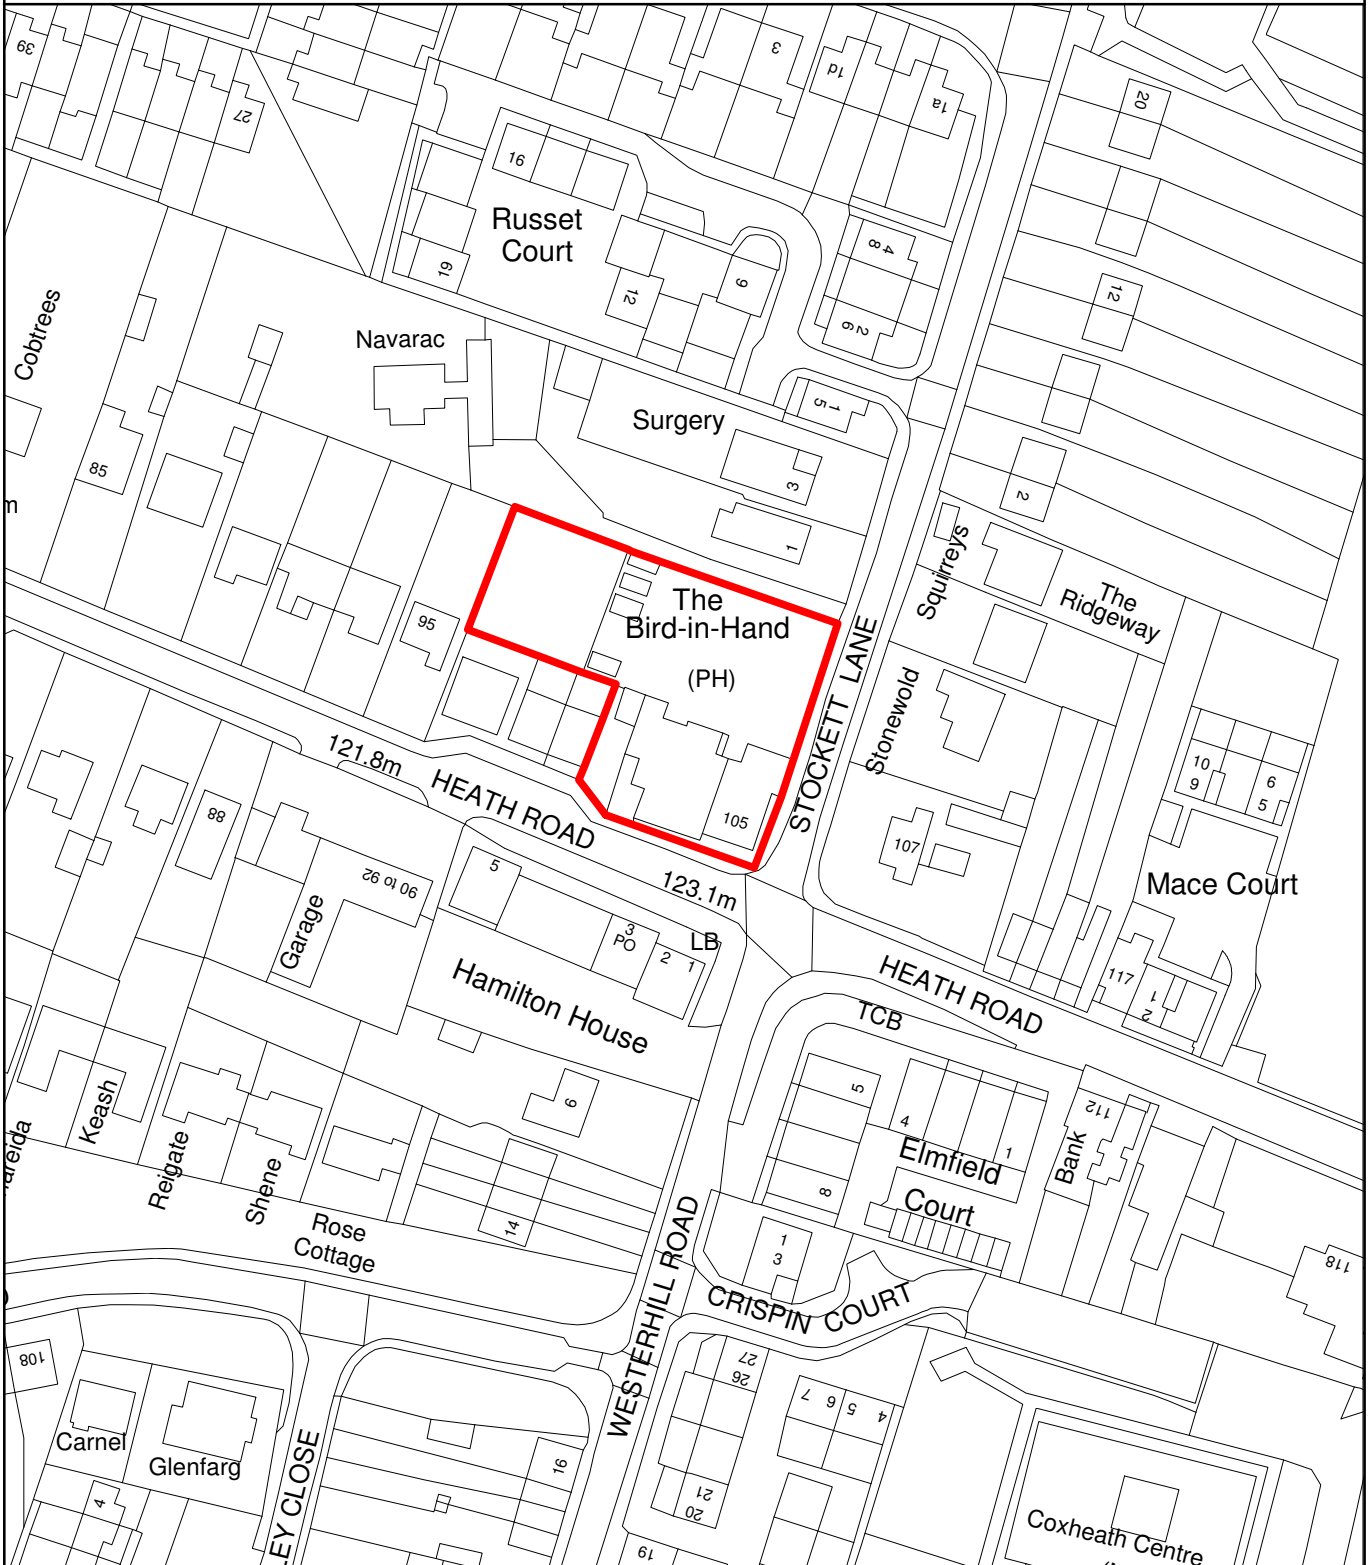 39
27
3
1d
1a
20
16
Russet
Court
19
12
9
4
8
2 6
12
Cobtrees
Navarac
Surgery
1 5
3
1
2
85
m
Squirreys
The
Ridgeway
The
Bird-in-Hand
(PH)
95
STOCKETT LANE
Stonewold
121.8m
HEATH ROAD
105
107
10
9
6
5
88
90 to 92
Garage
5
3
PO
2
1
LB
123.1m
Mace Court
Hamilton House
HEATH ROAD
117
1
2
TCB
Keash
Reigate
Shene
6
5
4
1
Elmfield
Court
8
112
Bank
14
Rose
Cottage
WESTERHILL ROAD
1
3
CRISPIN COURT
118
108
Carnel
Glenfarg
4
LEY CLOSE
16
27
26
7
6
5
4
21
20
19
Coxheath Centre